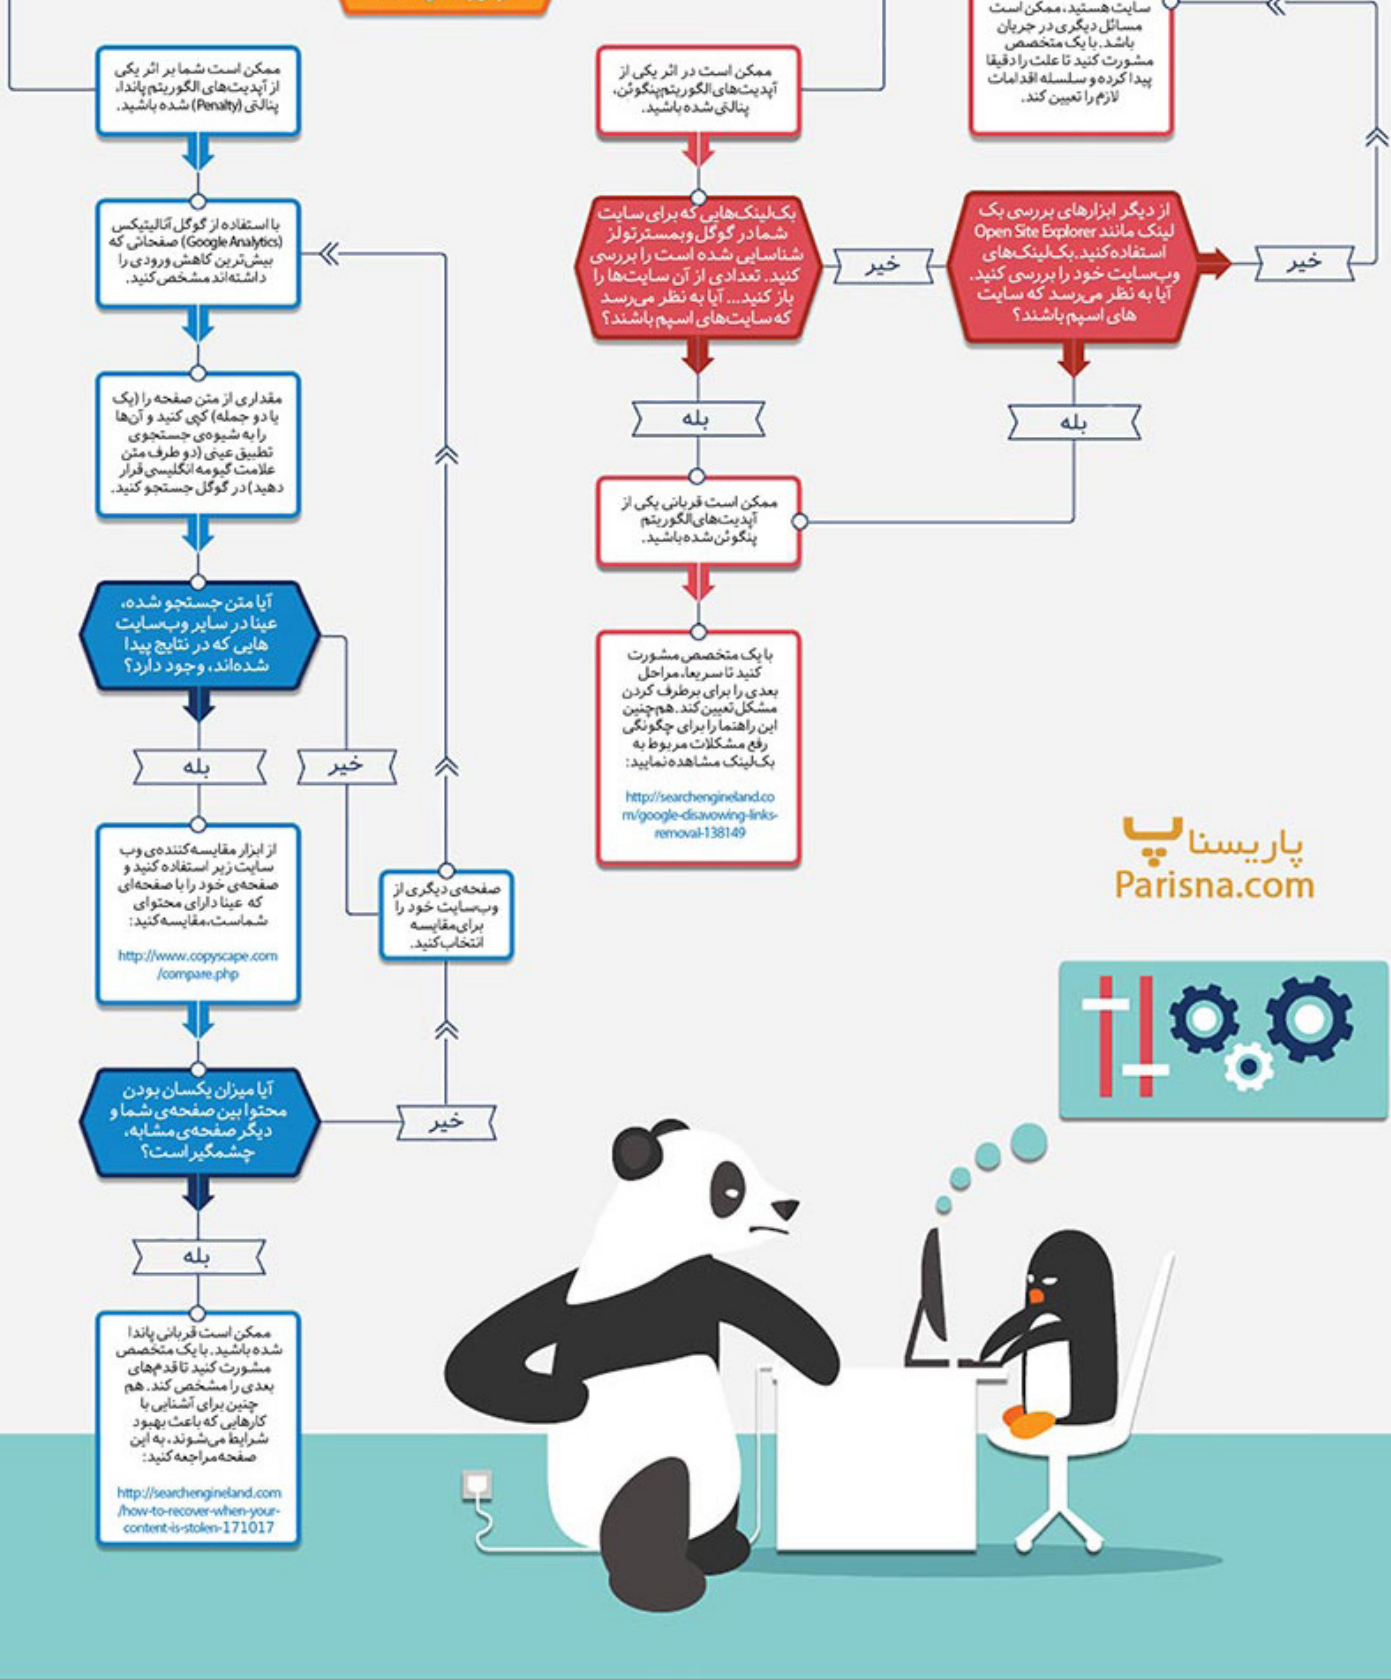 ممکن است شما بر اثر یکی
از آپدیت‌های الگوریتم پاندا،
پنالتی (Penalty) شده باشید.
با استفاده از گوگل آنالیتیکس
(Google Analytics) صفحاتی که
بیش‌ترین کاهش ورودی را
داشته‌اند مشخص کنید.
مقداری از متن صفحه را (یک
یا دو جمله) کپی کنید و آن‌ها
را به شیوه‌ی جستجوی
تطبیق عینی (دو طرف متن
علامت گیومه انگلیسی قرار
دهید) در گوگل جستجو کنید.
آیا متن جستجو شده،
عینا در سایر وب‌سایت
هایی که در نتایج پیدا
شده‌اند، وجود دارد؟
بله
خیر
از ابزار مقایسه‌کننده‌ی وب
سایت زیر استفاده کنید و
صفحه‌ی خود را با صفحه‌ای
که عینا دارای محتوای
شماست، مقایسه کنید:
http://www.copyscape.com
/compare.php
صفحه‌ی دیگری از
وب‌سایت خود را
برای مقایسه
انتخاب کنید.
آیا میزان یکسان بودن
محتوا بین صفحه‌ی شما و
دیگر صفحه‌ی مشابه،
چشمگیر است؟
خیر
بله
ممکن است قربانی پاندا
شده باشید. با یک متخصص
مشورت کنید تا قدم‌های
بعدی را مشخص کند. هم
چنین برای آشنایی با
کارهایی که باعث بهبود
شرایط می‌شوند، به این
صفحه مراجعه کنید:
http://searchengineland.com
/how-to-recover-when-your-
content-is-stolen-171017
ممکن است در اثر یکی از
آپدیت‌های الگوریتم پنگوئن،
پنالتی شده باشید.
بک‌لینک‌هایی که برای سایت
شما در گوگل وبمستر تولز
شناسایی شده است را بررسی
کنید. تعدادی از آن سایت‌ها را
باز کنید... آیا به نظر می‌رسد
که سایت‌های اسپم باشند؟
خیر
بله
ممکن است قربانی یکی از
آپدیت‌های الگوریتم
پنگوئن شده باشید.
با یک متخصص مشورت
کنید تا سریعا، مراحل
بعدی را برای برطرف کردن
مشکل تعیین کند. هم‌چنین
این راهنما را برای چگونگی
رفع مشکلات مربوط به
بک‌لینک مشاهده نمایید:
http://searchengineland.co
m/google-disavowing-links-
removal-138149
سایت هستید، ممکن است
مسائل دیگری در جریان
باشد. با یک متخصص
مشورت کنید تا علت را دقیقا
پیدا کرده و سلسله اقدامات
لازم را تعیین کند.
از دیگر ابزارهای بررسی بک
لینک مانند Open Site Explorer
استفاده کنید. بک‌لینک‌های
وب‌سایت خود را بررسی کنید.
آیا به نظر می‌رسد که سایت
های اسپم باشند؟
خیر
بله
پاریسنا پ
Parisna.com